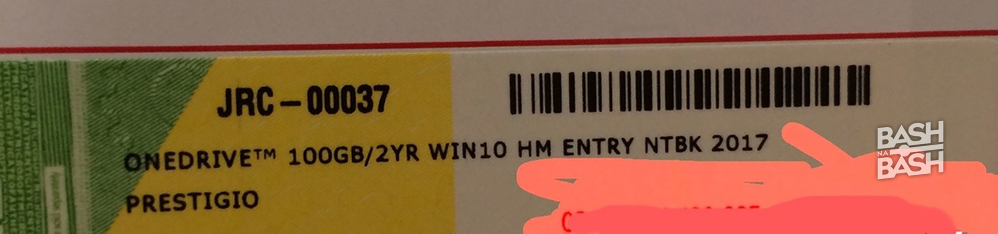 JRC-00037
ONEDRIVE™ 100GB/2YR WIN10 HM ENTRY NTBK 2017
PRESTIGIO
BASH
NA
BASH